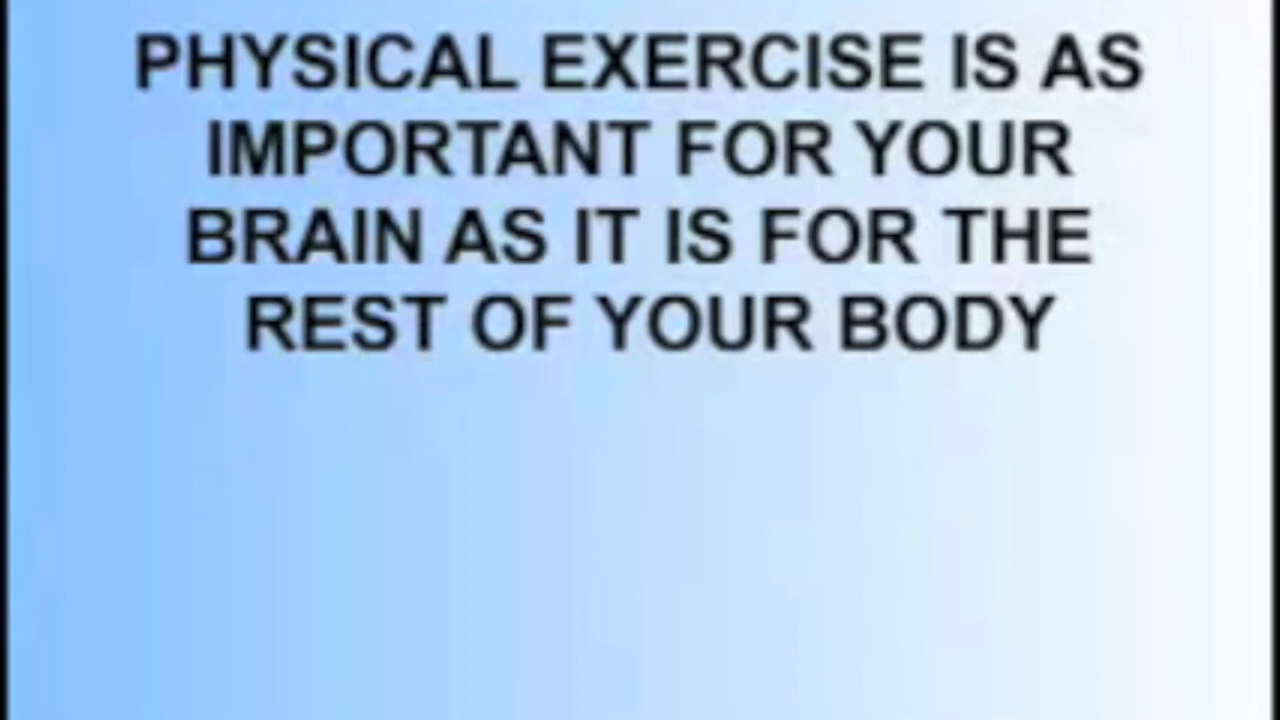 PHYSICAL EXERCISE IS AS
IMPORTANT FOR YOUR
BRAIN AS IT IS FOR THE
REST OF YOUR BODY